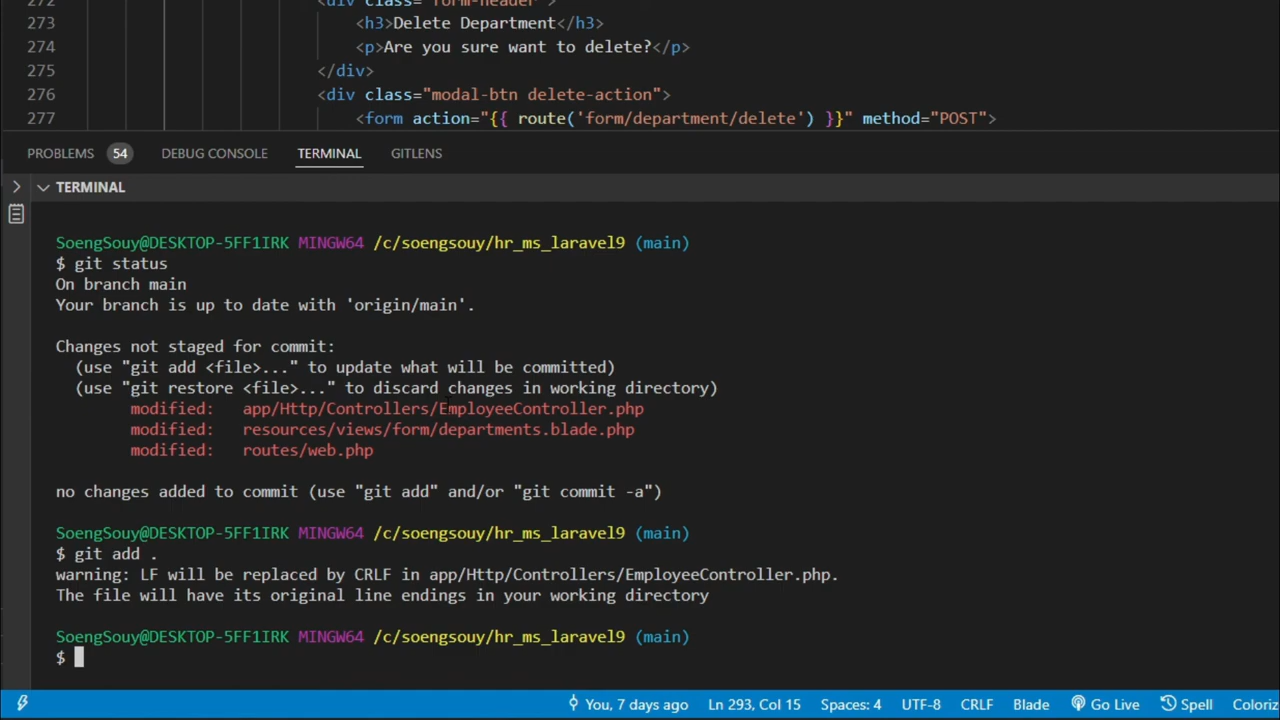 272 <div class="form-header">
273 <h3>Delete Department</h3>
274 <p>Are you sure want to delete?</p>
275 </div>
276 <div class="modal-btn delete-action">
277 <form action="{{ route('form/department/delete') }}" method="POST">
PROBLEMS 54 DEBUG CONSOLE TERMINAL GITLENS
TERMINAL
SoengSouy@DESKTOP-5FF1IRK MINGW64 /c/soengsouy/hr_ms_laravel9 (main)
$ git status
On branch main
Your branch is up to date with 'origin/main'.
Changes not staged for commit:
(use "git add <file>..." to update what will be committed)
(use "git restore <file>..." to discard changes in working directory)
modified: app/Http/Controllers/EmployeeController.php
modified: resources/views/form/departments.blade.php
modified: routes/web.php
no changes added to commit (use "git add" and/or "git commit -a")
SoengSouy@DESKTOP-5FF1IRK MINGW64 /c/soengsouy/hr_ms_laravel9 (main)
$ git add .
warning: LF will be replaced by CRLF in app/Http/Controllers/EmployeeController.php.
The file will have its original line endings in your working directory
SoengSouy@DESKTOP-5FF1IRK MINGW64 /c/soengsouy/hr_ms_laravel9 (main)
$
You, 7 days ago Ln 293, Col 15 Spaces: 4 UTF-8 CRLF Blade Go Live Spell Coloriz